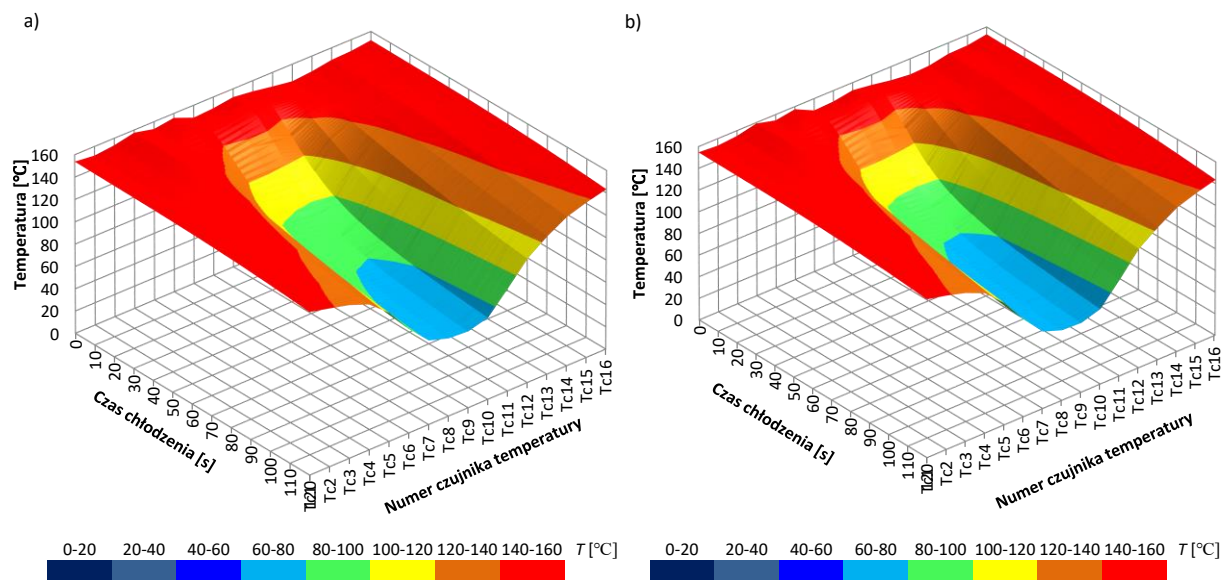 a)
Temperatura [℃]
160
140
120
100
80
60
40
20
0
0
10
20
30
40
50
60
70
80
90
100
110
120
Czas chłodzenia [s]
Tc1
Tc2
Tc3
Tc4
Tc5
Tc6
Tc7
Tc8
Tc9
Tc10
Tc11
Tc12
Tc13
Tc14
Tc15
Tc16
Numer czujnika temperatury
0-20 20-40 40-60 60-80 80-100 100-120 120-140 140-160 T [℃]
b)
Temperatura [℃]
160
140
120
100
80
60
40
20
0
0
10
20
30
40
50
60
70
80
90
100
110
120
Czas chłodzenia [s]
Tc1
Tc2
Tc3
Tc4
Tc5
Tc6
Tc7
Tc8
Tc9
Tc10
Tc11
Tc12
Tc13
Tc14
Tc15
Tc16
Numer czujnika temperatury
0-20 20-40 40-60 60-80 80-100 100-120 120-140 140-160 T [℃]